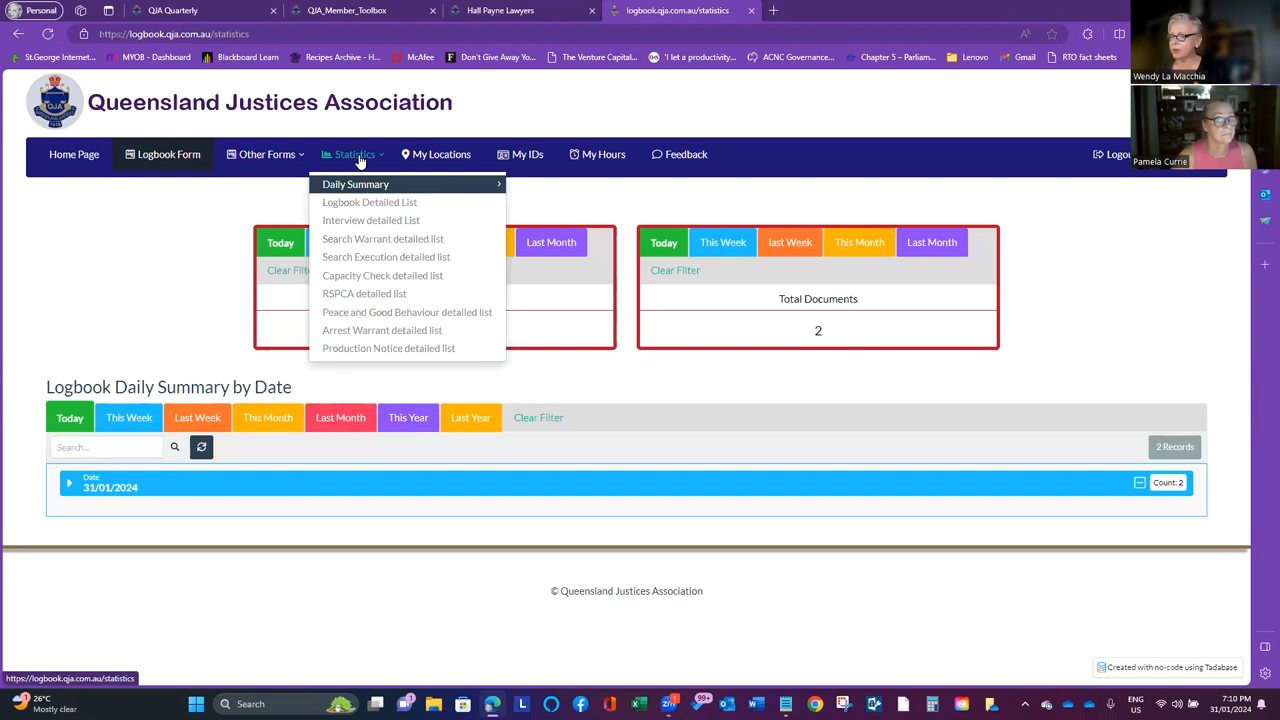 QJA Quarterly
QJA_Member_Toolbox
Hall Payne Lawyers
logbook.qja.com.au/statistics
https://logbook.qja.com.au/statistics
St.George Internet...
MYOB - Dashboard
Blackboard Learn
Recipes Archive - H...
McAfee
Don't Give Away Yo...
The Venture Capital...
'I let a productivity...
ACNC Governance...
Chapter 5 – Parliam...
Lenovo
Gmail
RTO fact sheets
Wendy La Macchia
Pamela Currie
Queensland Justices Association
Home Page
Logbook Form
Other Forms
Statistics
My Locations
My IDs
My Hours
Feedback
Logou
Daily Summary
Logbook Detailed List
Interview detailed List
Search Warrant detailed list
Search Execution detailed list
Capacity Check detailed list
RSPCA detailed list
Peace and Good Behaviour detailed list
Arrest Warrant detailed list
Production Notice detailed list
Today
Last Month
Clear Filte
Today
This Week
last Week
This Month
Last Month
Clear Filter
Total Documents
2
Logbook Daily Summary by Date
Today
This Week
Last Week
This Month
Last Month
This Year
Last Year
Clear Filter
Search...
2 Records
Date
31/01/2024
Count: 2
© Queensland Justices Association
Created with no-code using Tadabase
https://logbook.qja.com.au/statistics
26°C
Mostly clear
Search
99+
ENG
US
7:10 PM
31/01/2024